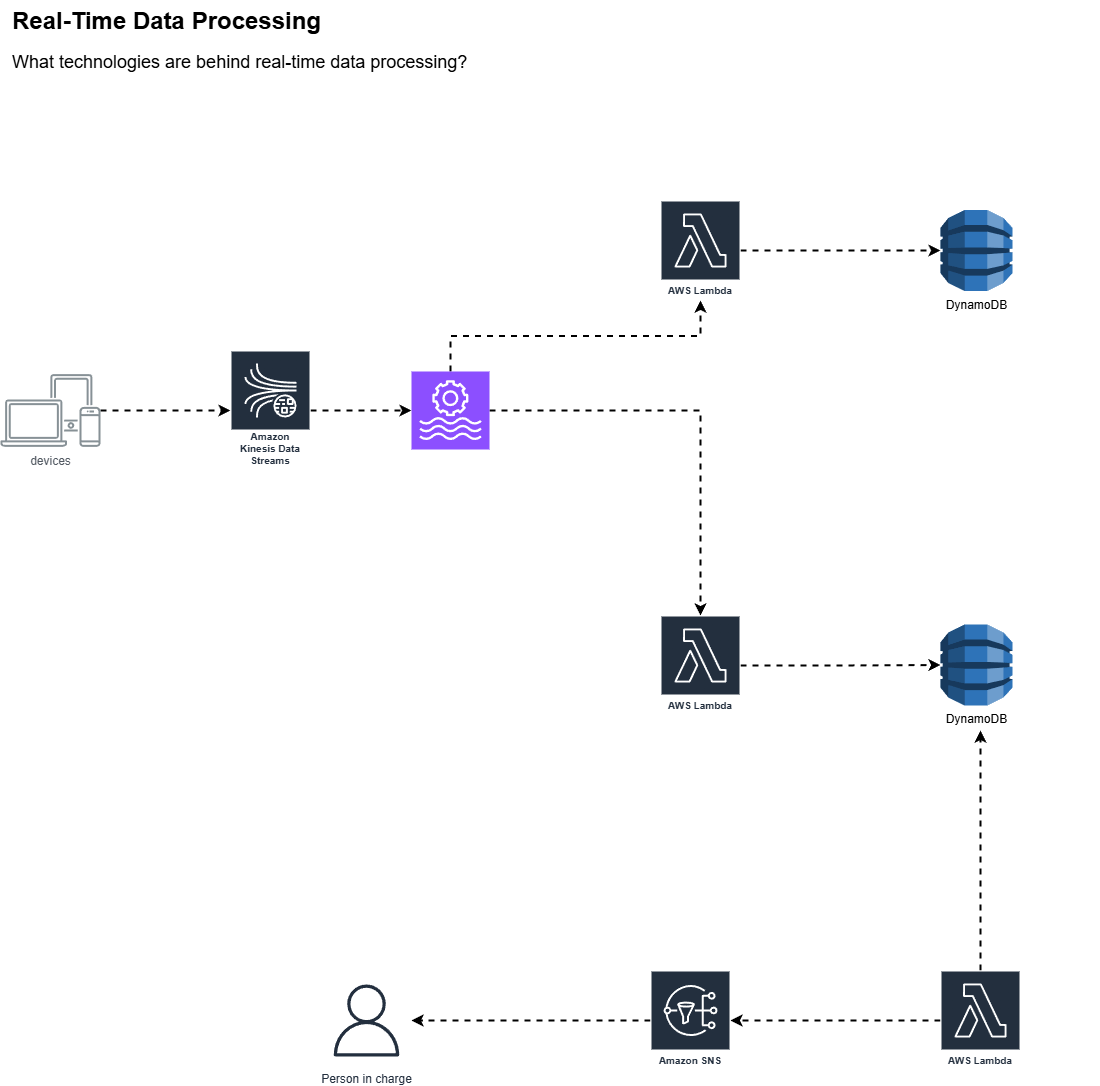 Real-Time Data Processing
What technologies are behind real-time data processing?
AWS Lambda
DynamoDB
devices
Amazon
Kinesis Data
Streams
AWS Lambda
DynamoDB
Person in charge
Amazon SNS
AWS Lambda